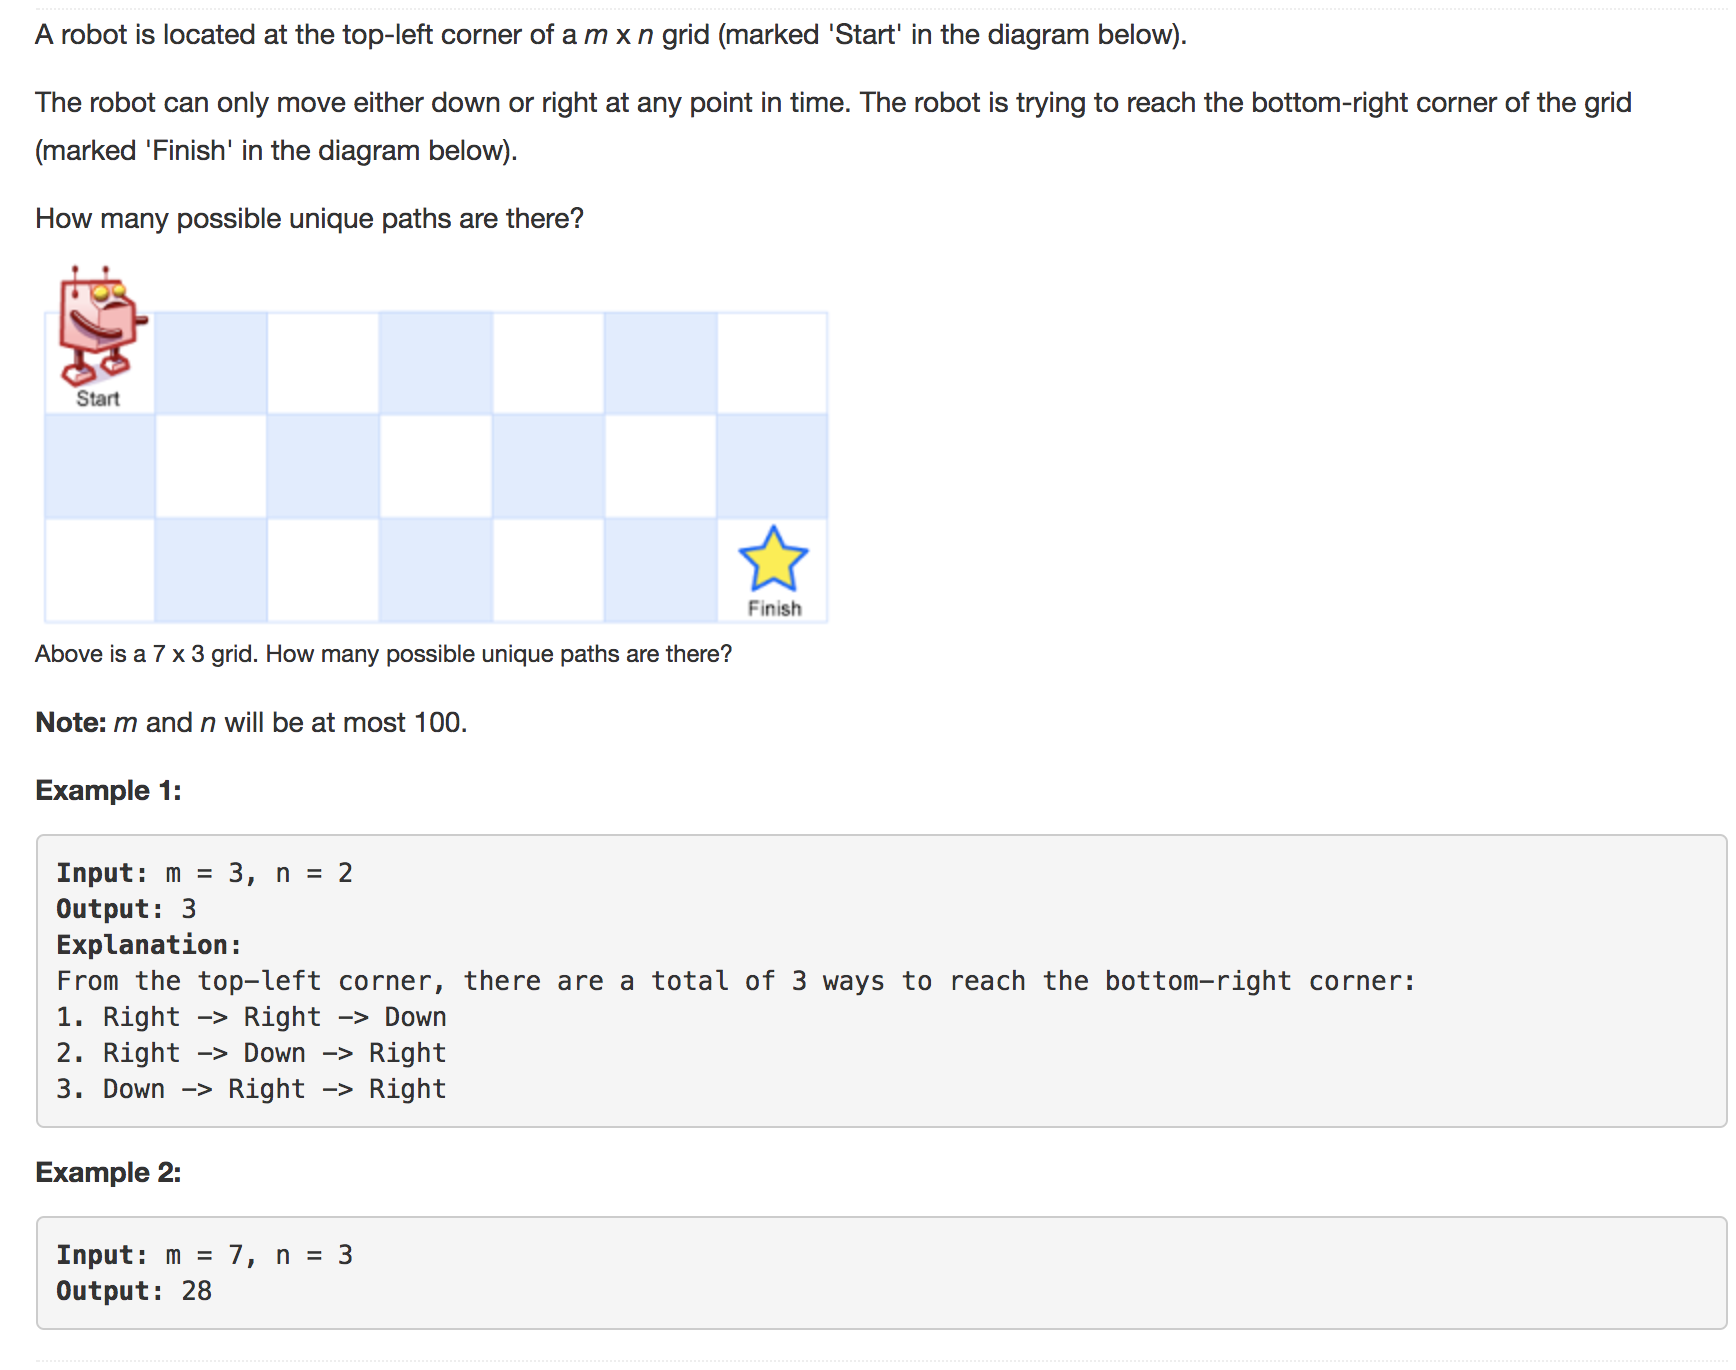 A robot is located at the top-left corner of a m x n grid (marked 'Start' in the diagram below).
The robot can only move either down or right at any point in time. The robot is trying to reach the bottom-right corner of the grid
(marked 'Finish' in the diagram below).
How many possible unique paths are there?
Start
Finish
Above is a 7 x 3 grid. How many possible unique paths are there?
Note: m and n will be at most 100.
Example 1:
Input: m = 3, n = 2
Output: 3
Explanation:
From the top-left corner, there are a total of 3 ways to reach the bottom-right corner:
1. Right -> Right -> Down
2. Right -> Down -> Right
3. Down -> Right -> Right
Example 2:
Input: m = 7, n = 3
Output: 28